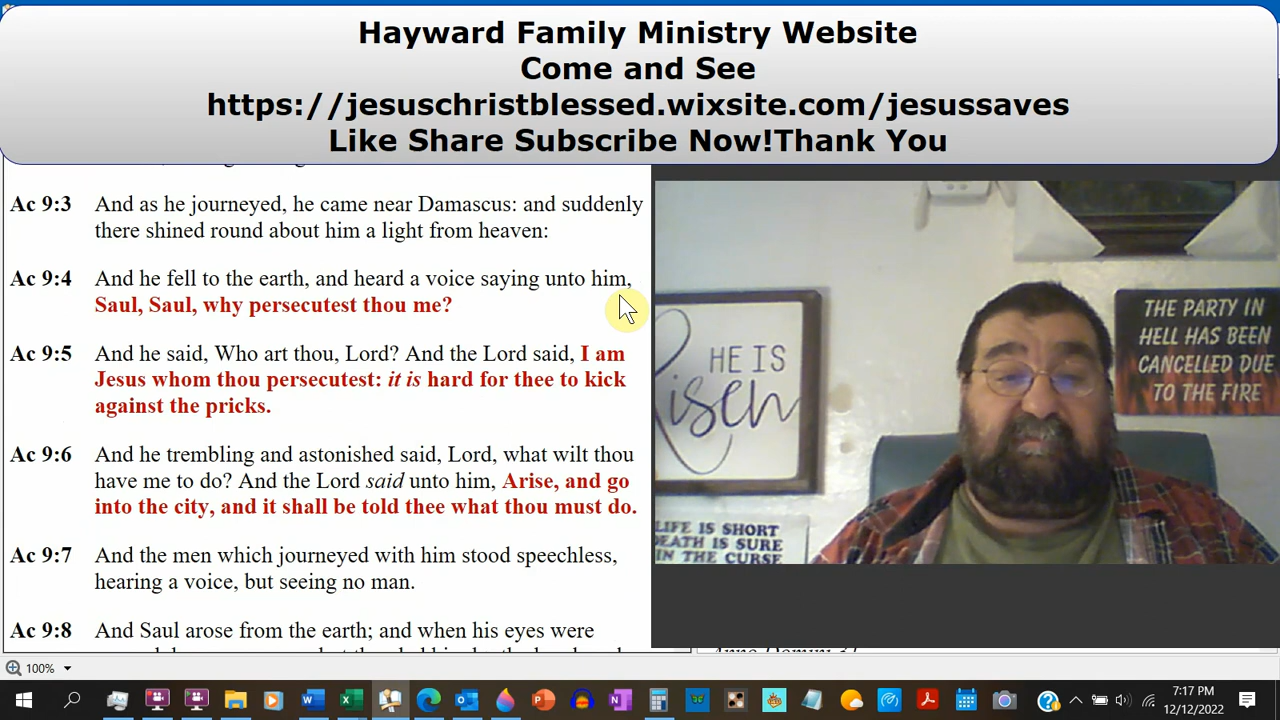 Hayward Family Ministry Website
Come and See
https://jesuschristblessed.wixsite.com/jesussaves
Like Share Subscribe Now!Thank You
Ac 9:3 And as he journeyed, he came near Damascus: and suddenly
there shined round about him a light from heaven:
Ac 9:4 And he fell to the earth, and heard a voice saying unto him,
Saul, Saul, why persecutest thou me?
Ac 9:5 And he said, Who art thou, Lord? And the Lord said, I am
Jesus whom thou persecutest: it is hard for thee to kick
against the pricks.
Ac 9:6 And he trembling and astonished said, Lord, what wilt thou
have me to do? And the Lord said unto him, Arise, and go
into the city, and it shall be told thee what thou must do.
Ac 9:7 And the men which journeyed with him stood speechless,
hearing a voice, but seeing no man.
Ac 9:8 And Saul arose from the earth; and when his eyes were
HE IS
Risen
THE PARTY IN
HELL HAS BEEN
CANCELLED DUE
TO THE FIRE
LIFE IS SHORT
DEATH IS SURE
IN THE CURSE
100%
7:17 PM
12/12/2022